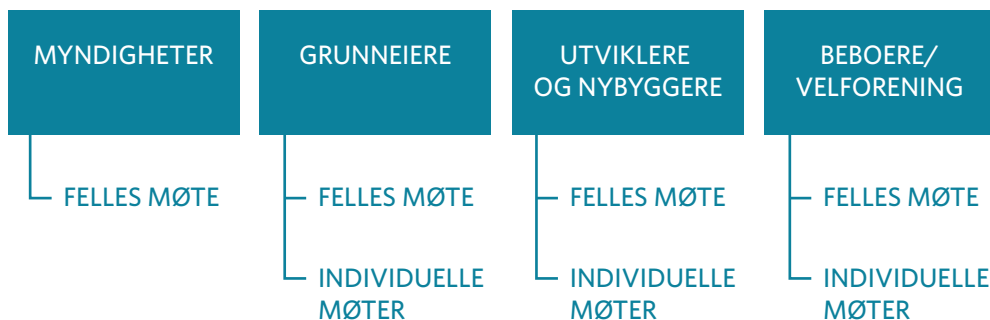 MYNDIGHETER
FELLES MØTE
GRUNNEIERE
FELLES MØTE
INDIVIDUELLE
MØTER
UTVIKLERE
OG NYBYGGERE
FELLES MØTE
INDIVIDUELLE
MØTER
BEBOERE/
VELFORENING
FELLES MØTE
INDIVIDUELLE
MØTER